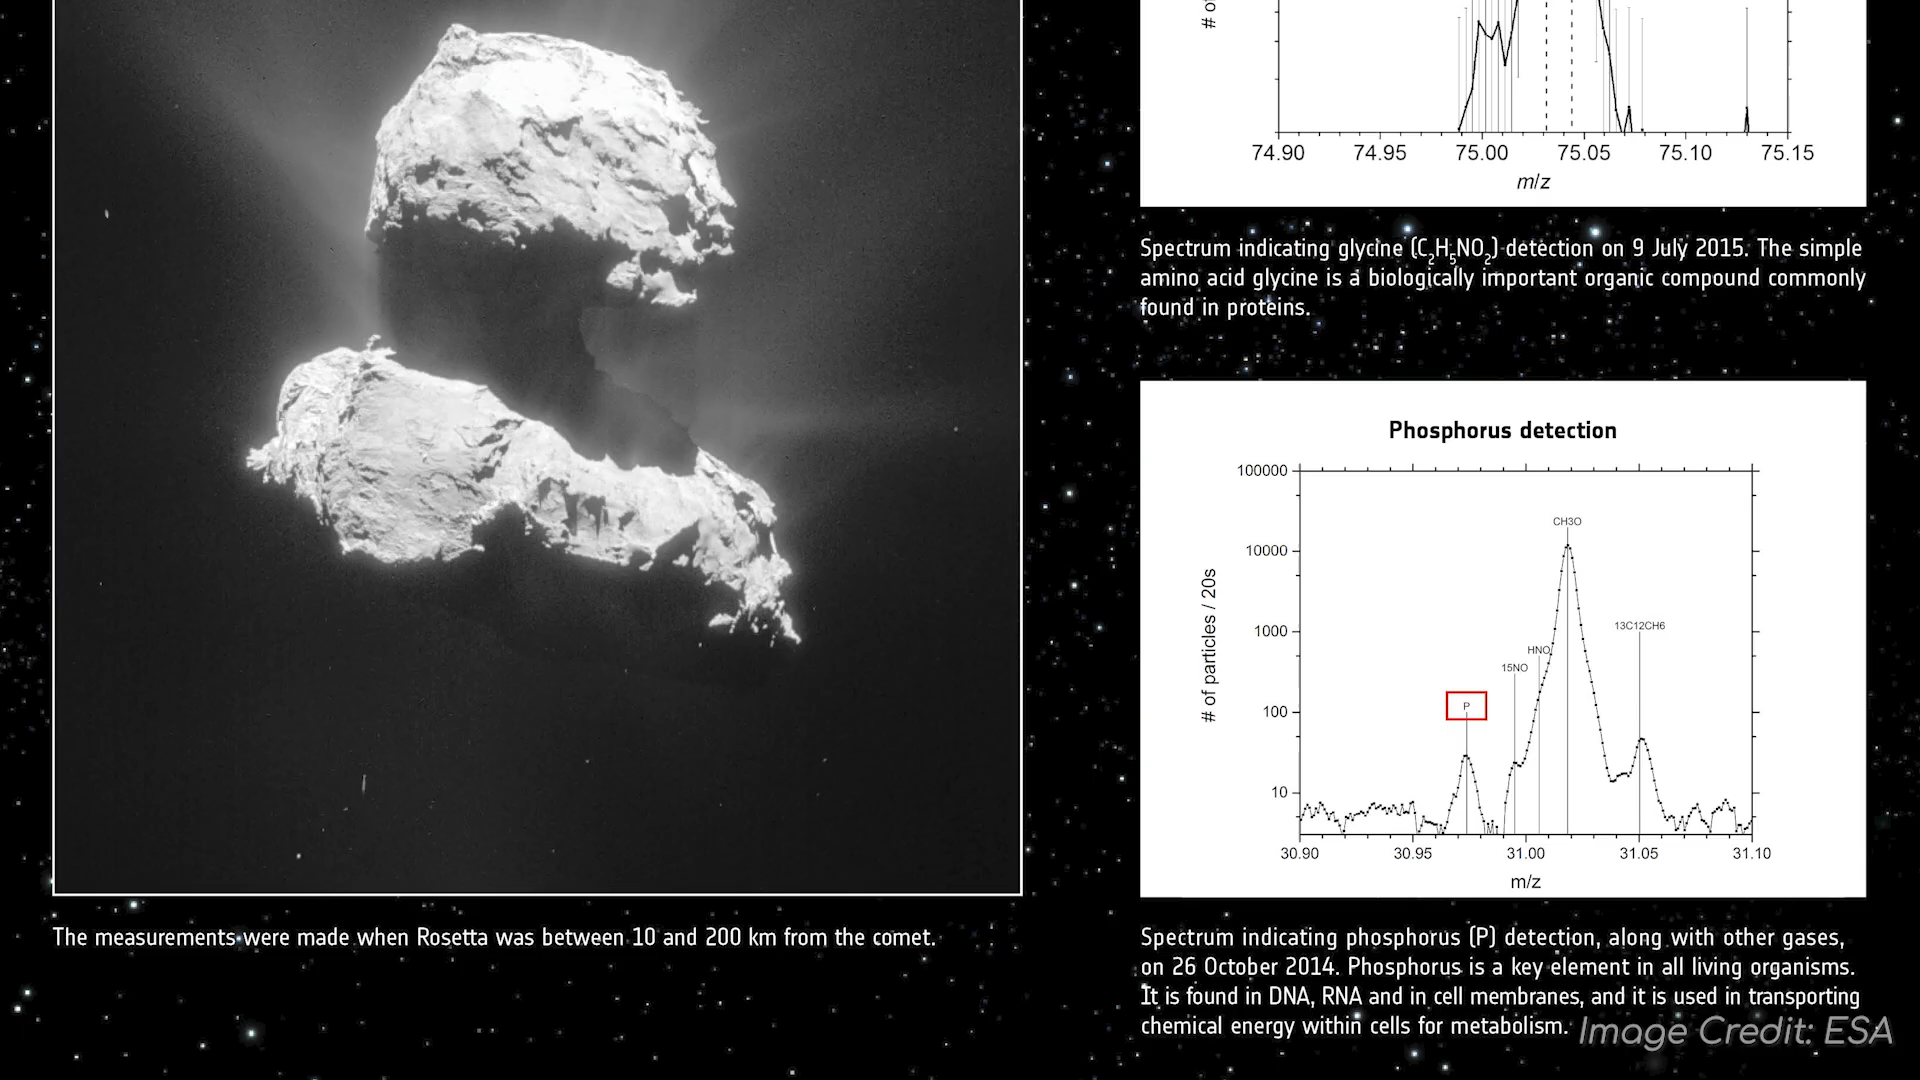 # of
74.90 74.95 75.00 75.05 75.10 75.15
m/z
Spectrum indicating glycine (C₂H₅NO₂) detection on 9 July 2015. The simple
amino acid glycine is a biologically important organic compound commonly
found in proteins.
Phosphorus detection
100000
10000
1000
100
10
# of particles / 20s
CH3O
13C12CH6
HNO
15NO
P
30.90 30.95 31.00 31.05 31.10
m/z
The measurements were made when Rosetta was between 10 and 200 km from the comet.
Spectrum indicating phosphorus (P) detection, along with other gases,
on 26 October 2014. Phosphorus is a key element in all living organisms.
It is found in DNA, RNA and in cell membranes, and it is used in transporting
chemical energy within cells for metabolism.
Image Credit: ESA